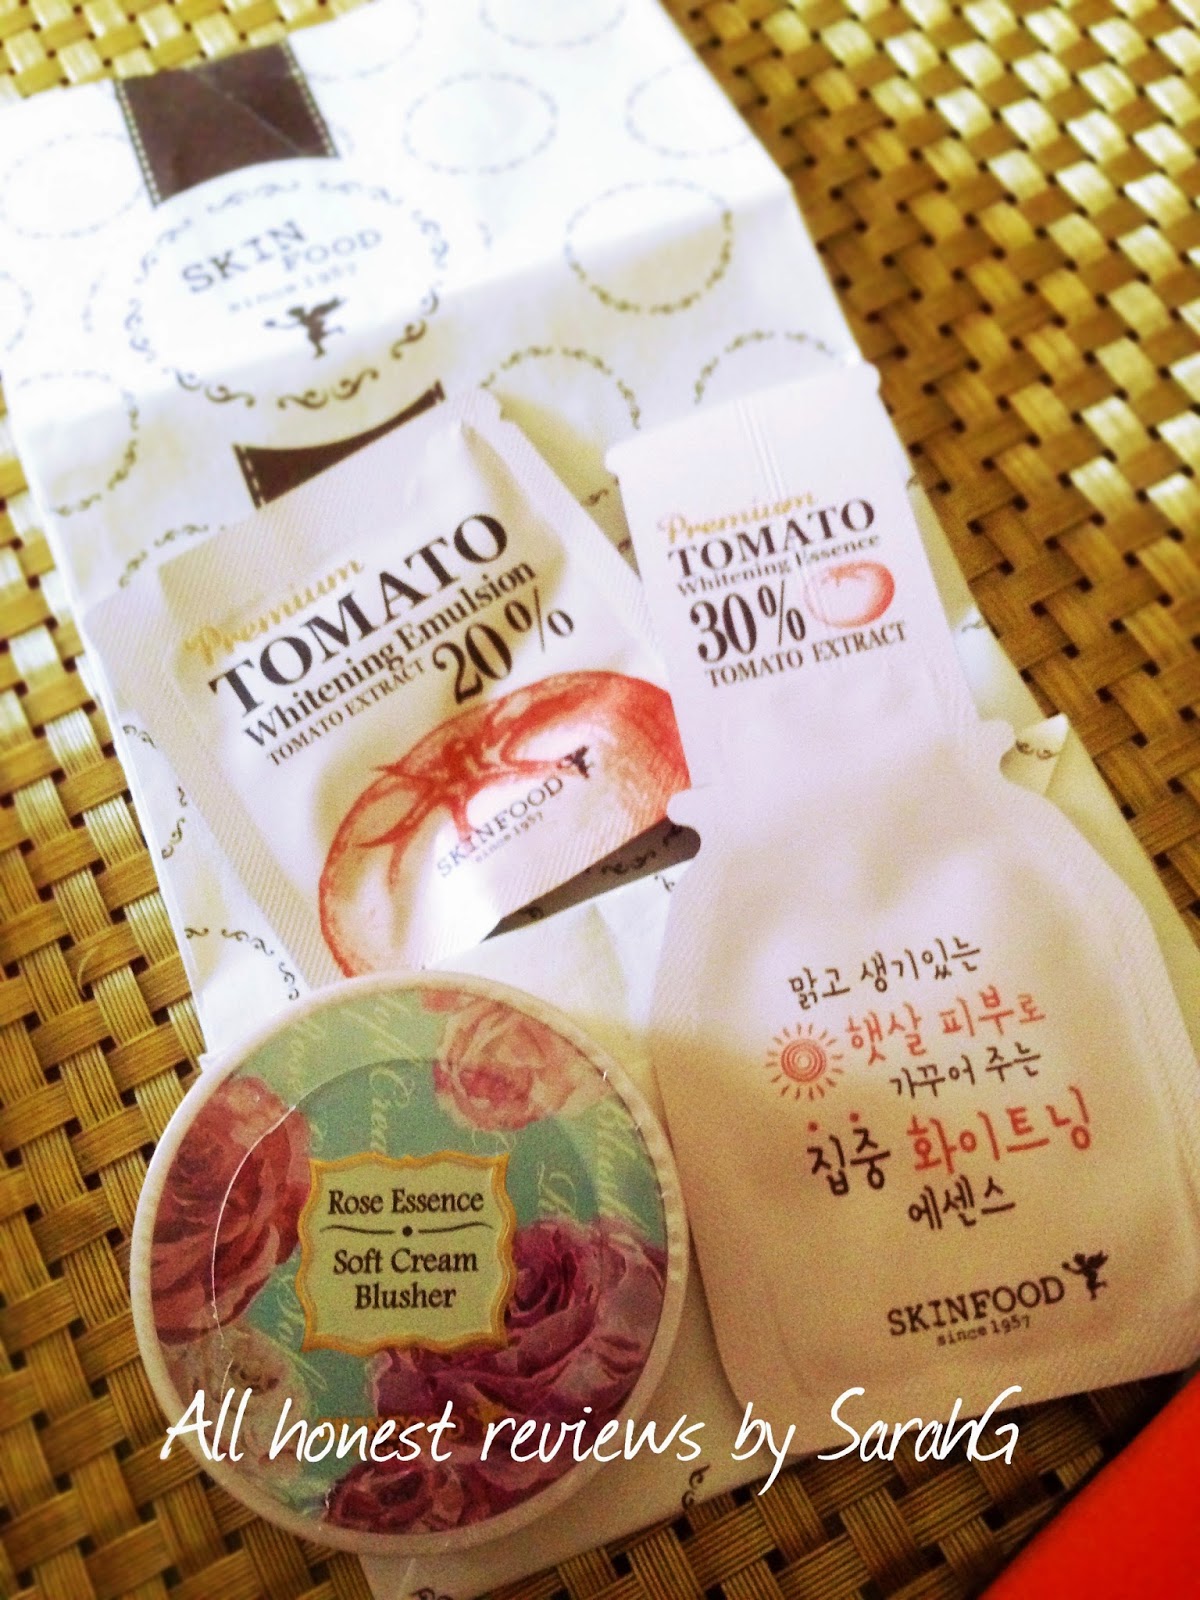 SKIN
FOOD
since 1957
Premium
TOMATO
Whitening Emulsion
TOMATO EXTRACT 20%
SKINFOOD
since 1957
Premium
TOMATO
Whitening Essence
30%
TOMATO EXTRACT
맑고 생기있는
햇살 피부로
가꾸어 주는
집중 화이트닝
에센스
SKINFOOD
since 1957
Rose Essence
Soft Cream
Blusher
All honest reviews by SarahG